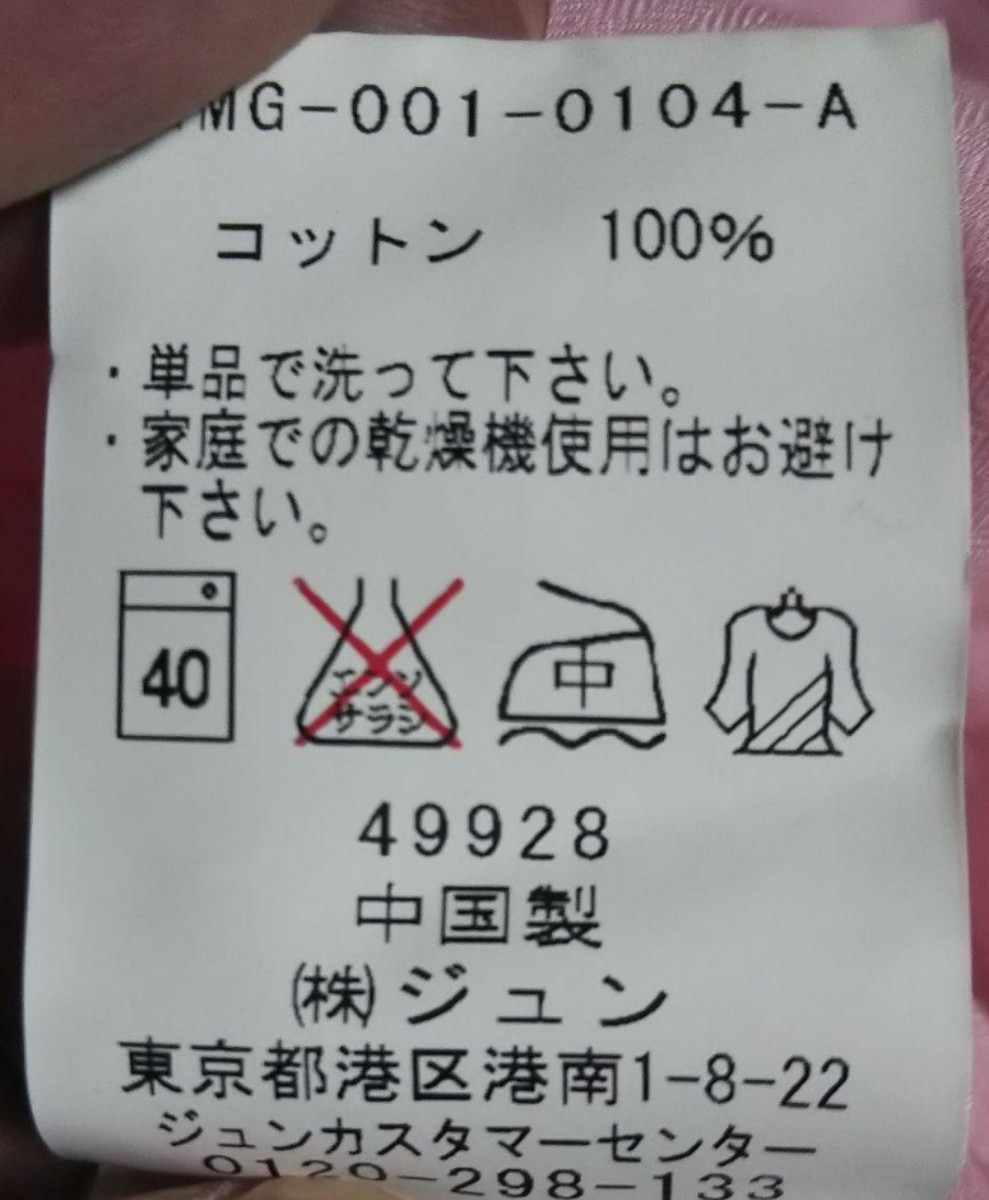 MG-001-0104-A
コットン 100%
・単品で洗って下さい。
・家庭での乾燥機使用はお避け
下さい。
40
エンソ
サラシ
中
49928
中国製
㈱ジュン
東京都港区港南1-8-22
ジュンカスタマーセンター
0120-298-133